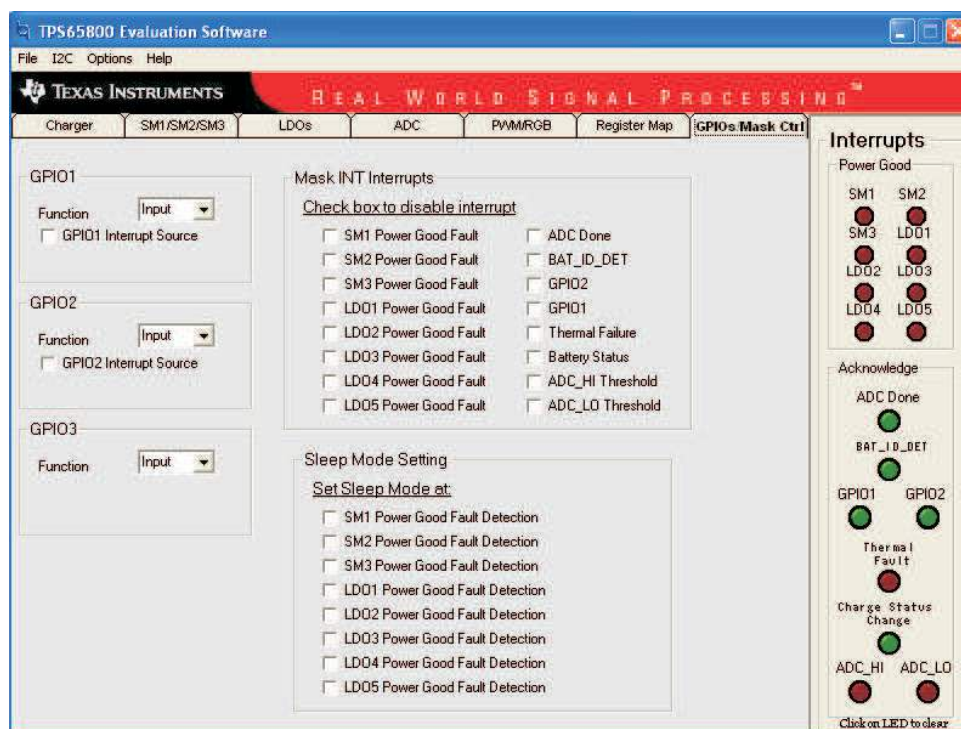 TPS65800 Evaluation Software
File I2C Options Help
TEXAS INSTRUMENTS
REAL WORLD SIGNAL PROCESSING™
Charger SM1/SM2/SM3 LDOs ADC PWM/RGB Register Map GPIOs/Mask Ctrl
GPIO1
Function Input
GPIO1 Interrupt Source
GPIO2
Function Input
GPIO2 Interrupt Source
GPIO3
Function Input
Mask INT Interrupts
Check box to disable interrupt
SM1 Power Good Fault
SM2 Power Good Fault
SM3 Power Good Fault
LDO1 Power Good Fault
LDO2 Power Good Fault
LDO3 Power Good Fault
LDO4 Power Good Fault
LDO5 Power Good Fault
ADC Done
BAT_ID_DET
GPIO2
GPIO1
Thermal Failure
Battery Status
ADC_HI Threshold
ADC_LO Threshold
Sleep Mode Setting
Set Sleep Mode at:
SM1 Power Good Fault Detection
SM2 Power Good Fault Detection
SM3 Power Good Fault Detection
LDO1 Power Good Fault Detection
LDO2 Power Good Fault Detection
LDO3 Power Good Fault Detection
LDO4 Power Good Fault Detection
LDO5 Power Good Fault Detection
Interrupts
Power Good
SM1 SM2
SM3 LDO1
LDO2 LDO3
LDO4 LDO5
Acknowledge
ADC Done
BAT_ID_DET
GPIO1 GPIO2
Thermal
Fault
Charge Status
Change
ADC_HI ADC_LO
Click on LED to clear